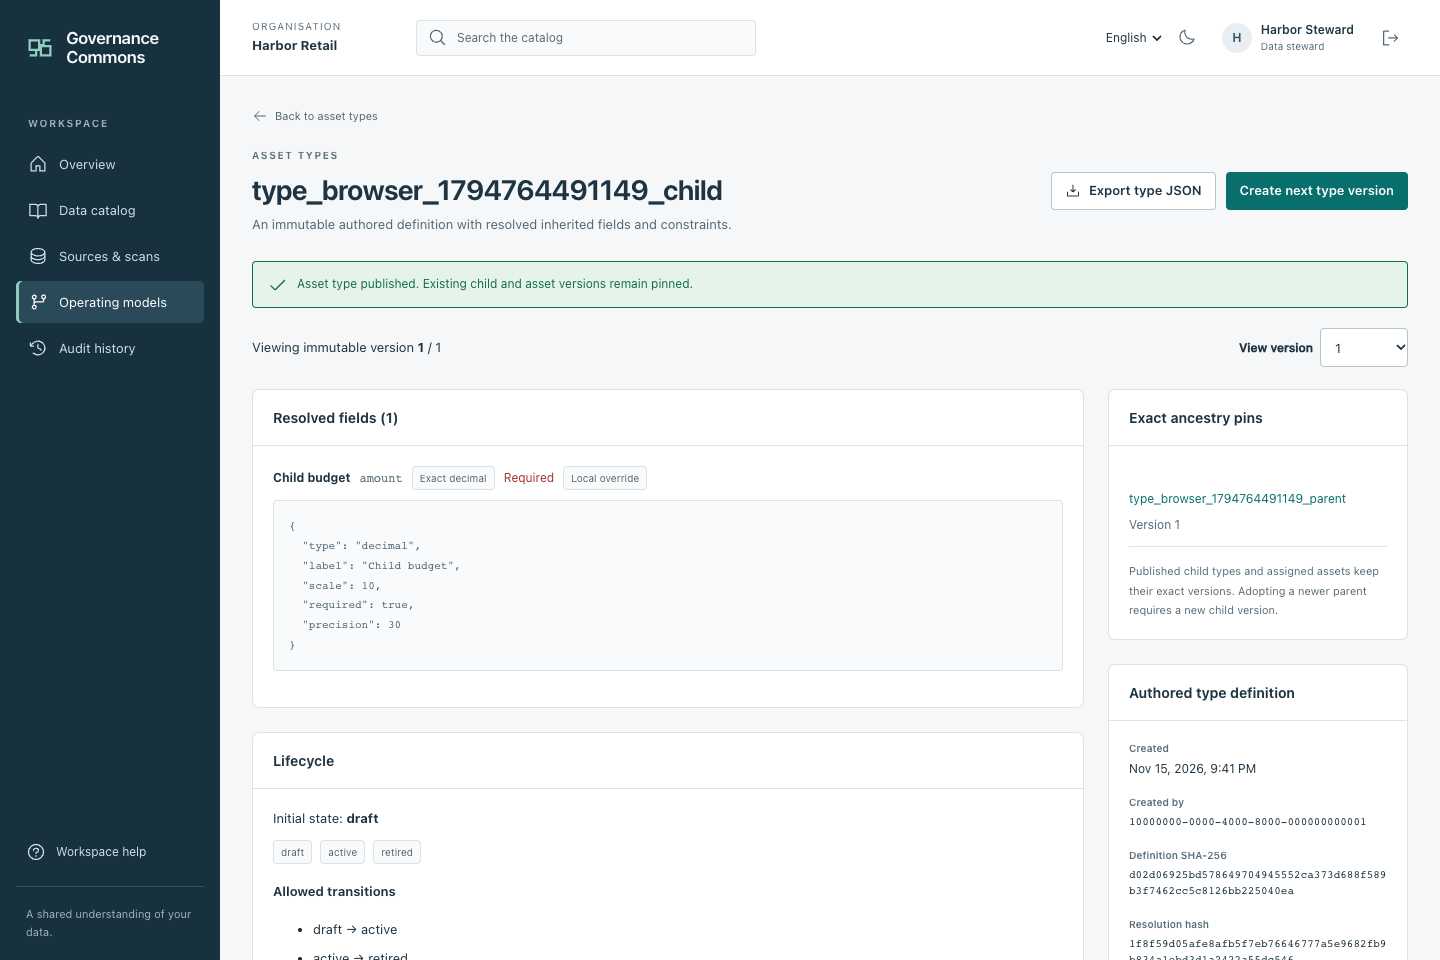 Governance
Commons
WORKSPACE
Overview
Data catalog
Sources & scans
Operating models
Audit history
Workspace help
A shared understanding of your
data.
ORGANISATION
Harbor Retail
Search the catalog
English
H
Harbor Steward
Data steward
Back to asset types
ASSET TYPES
type_browser_1794764491149_child
An immutable authored definition with resolved inherited fields and constraints.
Export type JSON
Create next type version
Asset type published. Existing child and asset versions remain pinned.
Viewing immutable version 1 / 1
View version 1
Resolved fields (1)
Child budget amount Exact decimal Required Local override
{
"type": "decimal",
"label": "Child budget",
"scale": 10,
"required": true,
"precision": 30
}
Lifecycle
Initial state: draft
draft active retired
Allowed transitions
• draft → active
• active → retired
Exact ancestry pins
type_browser_1794764491149_parent
Version 1
Published child types and assigned assets keep
their exact versions. Adopting a newer parent
requires a new child version.
Authored type definition
Created
Nov 15, 2026, 9:41 PM
Created by
10000000-0000-4000-8000-000000000001
Definition SHA-256
d02d06925bd578649704945552ca373d688f589
b3f7462cc5c8126bb225040ea
Resolution hash
1f8f59d05afe8afb5f7eb76646777a5e9682fb9